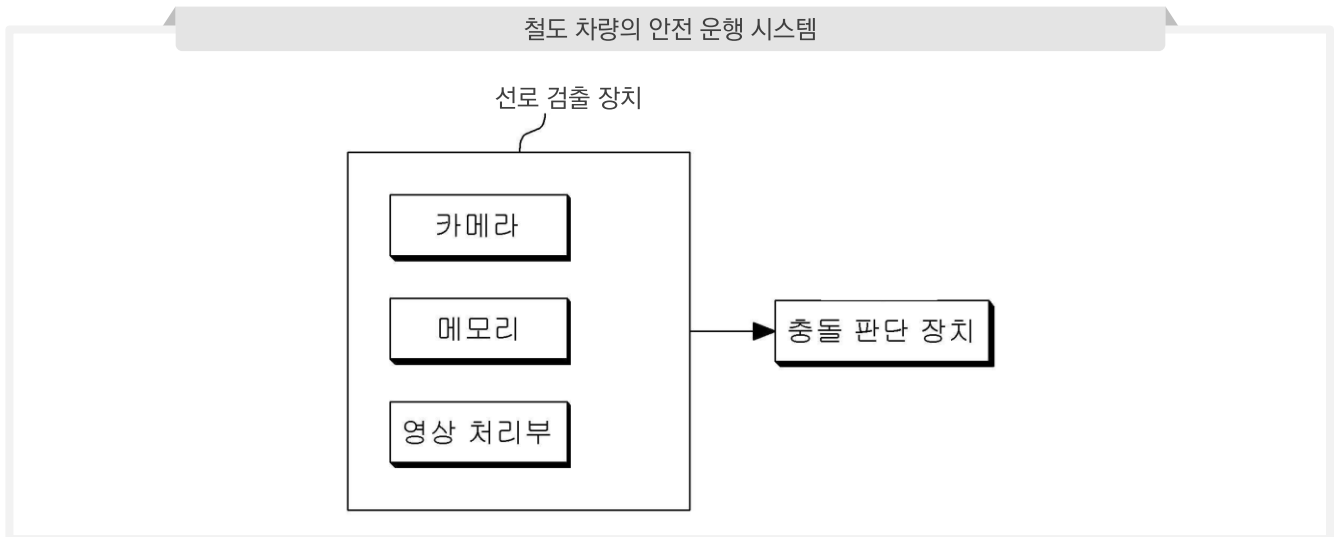 철도 차량의 안전 운행 시스템
선로 검출 장치
카메라
메모리
영상 처리부
충돌 판단 장치